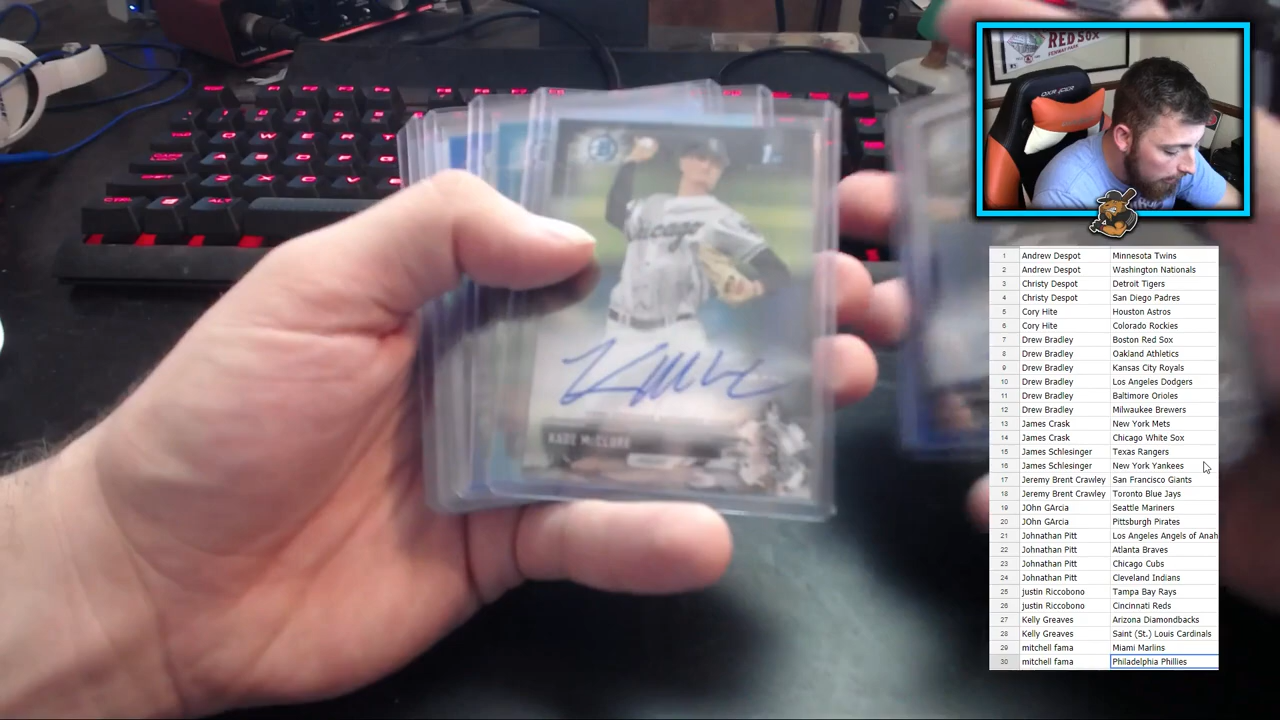 RED SOX
FENWAY PARK
1st
Chicago
KADE McCLURE
CTRL
ALT
1 Andrew Despot Minnesota Twins
2 Andrew Despot Washington Nationals
3 Christy Despot Detroit Tigers
4 Christy Despot San Diego Padres
5 Cory Hite Houston Astros
6 Cory Hite Colorado Rockies
7 Drew Bradley Boston Red Sox
8 Drew Bradley Oakland Athletics
9 Drew Bradley Kansas City Royals
10 Drew Bradley Los Angeles Dodgers
11 Drew Bradley Baltimore Orioles
12 Drew Bradley Milwaukee Brewers
13 James Crask New York Mets
14 James Crask Chicago White Sox
15 James Schlesinger Texas Rangers
16 James Schlesinger New York Yankees
17 Jeremy Brent Crawley San Francisco Giants
18 Jeremy Brent Crawley Toronto Blue Jays
19 JOhn GArcia Seattle Mariners
20 JOhn GArcia Pittsburgh Pirates
21 Johnathan Pitt Los Angeles Angels of Anah
22 Johnathan Pitt Atlanta Braves
23 Johnathan Pitt Chicago Cubs
24 Johnathan Pitt Cleveland Indians
25 justin Riccobono Tampa Bay Rays
26 justin Riccobono Cincinnati Reds
27 Kelly Greaves Arizona Diamondbacks
28 Kelly Greaves Saint (St.) Louis Cardinals
29 mitchell fama Miami Marlins
30 mitchell fama Philadelphia Phillies